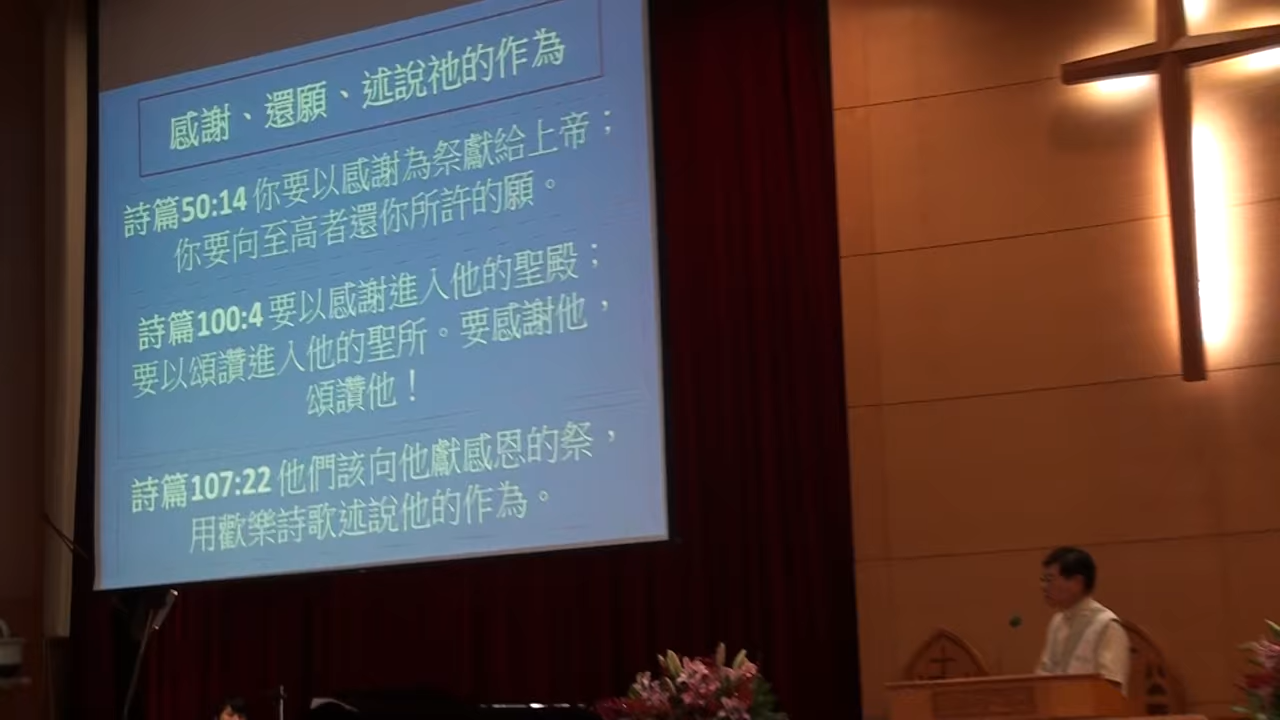 感謝、還願、述說祂的作為
詩篇50:14 你要以感謝為祭獻給上帝；
你要向至高者還你所許的願。
詩篇100:4 要以感謝進入他的聖殿；
要以頌讚進入他的聖所。要感謝他，
頌讚他！
詩篇107:22 他們該向他獻感恩的祭，
用歡樂詩歌述說他的作為。